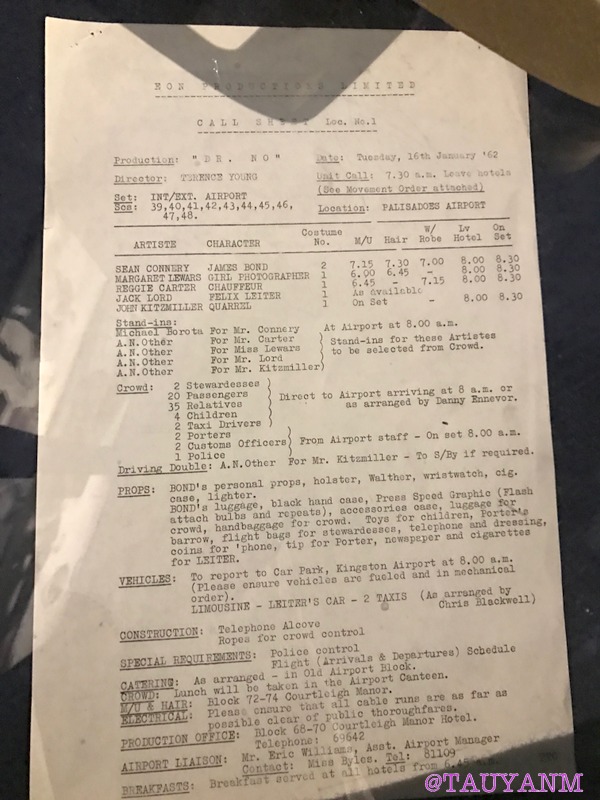 EON PRODUCTIONS LIMITED
CALL SHEET Loc. No.1
Production: "DR. NO" Date: Tuesday, 16th January '62
Director: TERENCE YOUNG Unit Call: 7.30 a.m. Leave hotels
(See Movement Order attached)
Set: INT/EXT. AIRPORT
Scs: 39,40,41,42,43,44,45,46, Location: PALISADOES AIRPORT
47,48.
ARTISTE CHARACTER Costume No. M/U Hair W/Robe Lv Hotel On Set
SEAN CONNERY JAMES BOND 2 7.15 7.30 7.00 8.00 8.30
MARGARET LEWARS GIRL PHOTOGRAPHER 1 6.00 6.45 - 8.00 8.30
REGGIE CARTER CHAUFFEUR 1 6.45 - 7.15 8.00 8.30
JACK LORD FELIX LEITER 1 As available
JOHN KITZMILLER QUARREL 1 On Set - 8.00 8.30
Stand-ins:
Michael Borota For Mr. Connery At Airport at 8.00 a.m.
A.N.Other For Mr. Carter
A.N.Other For Miss Lewars Stand-ins for these Artistes
A.N.Other For Mr. Lord to be selected from Crowd.
A.N.Other For Mr. Kitzmiller
Crowd: 2 Stewardesses
20 Passengers Direct to Airport arriving at 8 a.m. or
35 Relatives as arranged by Danny Ennevor.
4 Children
2 Taxi Drivers
2 Porters
2 Customs Officers From Airport staff - On set 8.00 a.m.
1 Police
Driving Double: A.N.Other For Mr. Kitzmiller - To S/By if required.
PROPS: BOND's personal props, holster, Walther, wristwatch, cig.
case, lighter.
BOND's luggage, black hand case, Press Speed Graphic (Flash
attach bulbs and repeats), accessories case, luggage for
crowd, handbaggage for crowd. Toys for children, Porter's
barrow, flight bags for stewardesses, telephone and dressing,
coins for 'phone, tip for Porter, newspaper and cigarettes
for LEITER.
VEHICLES: To report to Car Park, Kingston Airport at 8.00 a.m.
(Please ensure vehicles are fueled and in mechanical
order).
LIMOUSINE - LEITER'S CAR - 2 TAXIS (As arranged by
Chris Blackwell)
CONSTRUCTION: Telephone Alcove
Ropes for crowd control
SPECIAL REQUIREMENTS: Police control
Flight (Arrivals & Departures) Schedule
CATERING: As arranged - in Old Airport Block.
CROWD: Lunch will be taken in the Airport Canteen.
M/U & HAIR: Block 72-74 Courtleigh Manor.
ELECTRICAL: Please ensure that all cable runs are as far as
possible clear of public thoroughfares.
PRODUCTION OFFICE: Block 68-70 Courtleigh Manor Hotel.
Telephone: 69642
AIRPORT LIAISON: Mr. Eric Williams, Asst. Airport Manager
Contact: Miss Byles. Tel: 81109
BREAKFASTS: Breakfast served at all hotels from 6.45 a.m.
@TAUYANM